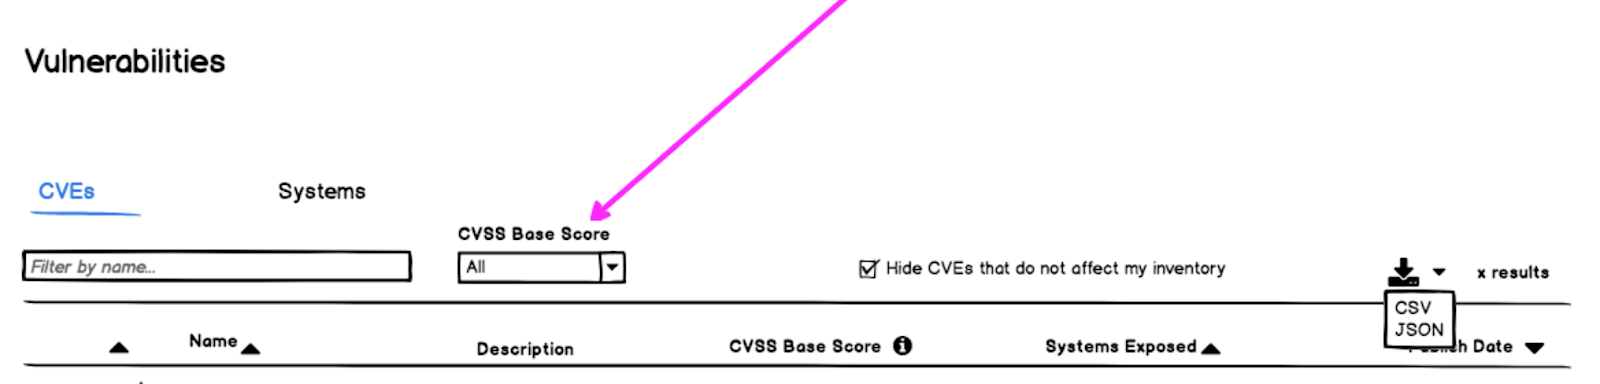 Vulnerabilities
CVEs
Systems
CVSS Base Score
Filter by name...
All
Hide CVEs that do not affect my inventory
x results
CSV
JSON
Name
Description
CVSS Base Score
Systems Exposed
Date